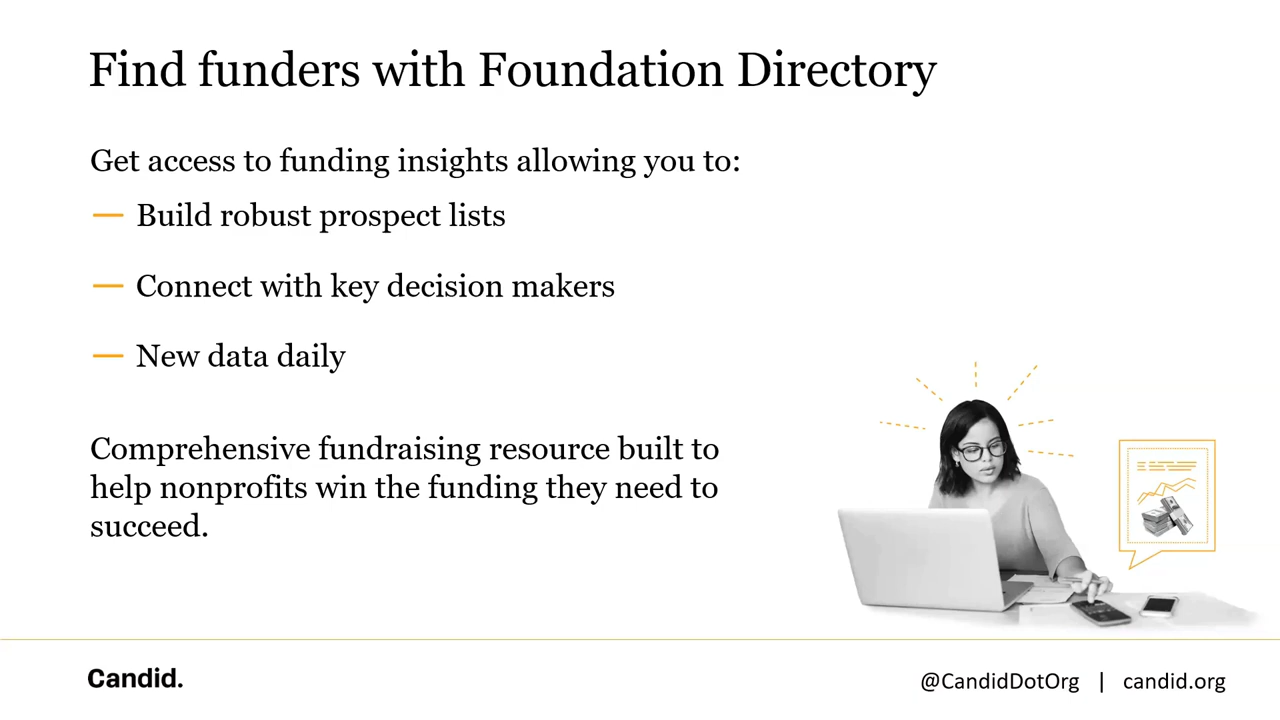 Find funders with Foundation Directory
Get access to funding insights allowing you to:
— Build robust prospect lists
— Connect with key decision makers
— New data daily
Comprehensive fundraising resource built to
help nonprofits win the funding they need to
succeed.
Candid.
@CandidDotOrg | candid.org